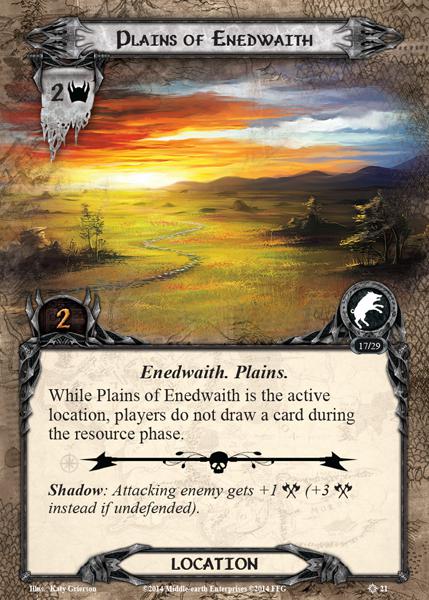 PLAINS OF ENEDWAITH
2
2
17/29
Enedwaith. Plains.
While Plains of Enedwaith is the active
location, players do not draw a card during
the resource phase.
Shadow: Attacking enemy gets +1 (+3
instead if undefended).
LOCATION
Illus. Katy Grierson ©2014 Middle-earth Enterprises ©2014 FFG 21